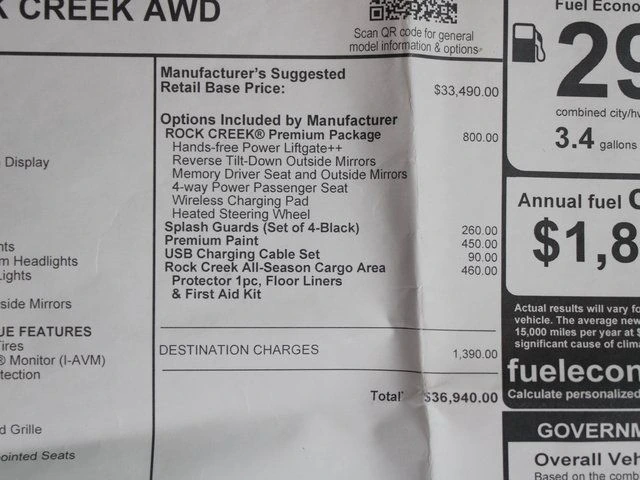 CREEK AWD
Scan QR code for general
model information & options
Manufacturer's Suggested
Retail Base Price: $33,490.00
Options Included by Manufacturer
ROCK CREEK® Premium Package 800.00
Hands-free Power Liftgate++
Reverse Tilt-Down Outside Mirrors
Memory Driver Seat and Outside Mirrors
4-way Power Passenger Seat
Wireless Charging Pad
Heated Steering Wheel
Splash Guards (Set of 4-Black) 260.00
Premium Paint 450.00
USB Charging Cable Set 90.00
Rock Creek All-Season Cargo Area 460.00
Protector 1pc, Floor Liners
& First Aid Kit
DESTINATION CHARGES 1,390.00
Total* $36,940.00
Display
Headlights
Lights
side Mirrors
UE FEATURES
Tires
® Monitor (I-AVM)
tection
d Grille
ointed Seats
Fuel Econo
29
combined city/h
3.4 gallons
Annual fuel C
$1,8
Actual results will vary fo
vehicle. The average new
15,000 miles per year at $
significant cause of clima
fuelecon
Calculate personalized
GOVERNM
Overall Veh
Based on the comb